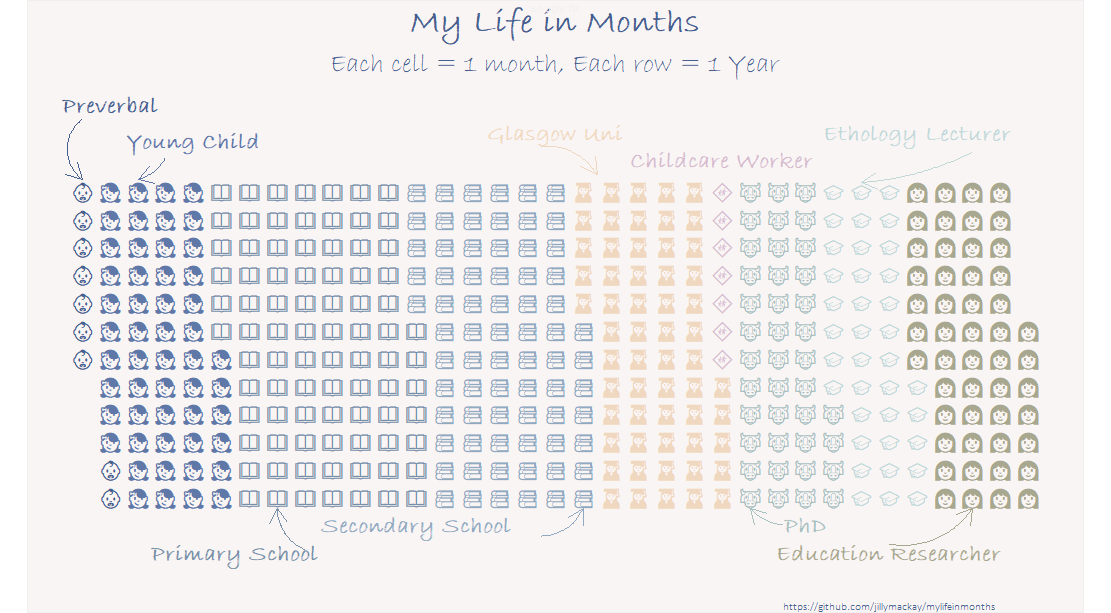 My Life in Months
Each cell = 1 month, Each row = 1 Year
Preverbal
Young Child
Glasgow Uni
Ethology Lecturer
Childcare Worker
Secondary School
PhD
Primary School
Education Researcher
https://github.com/jillymackay/mylifeinmonths